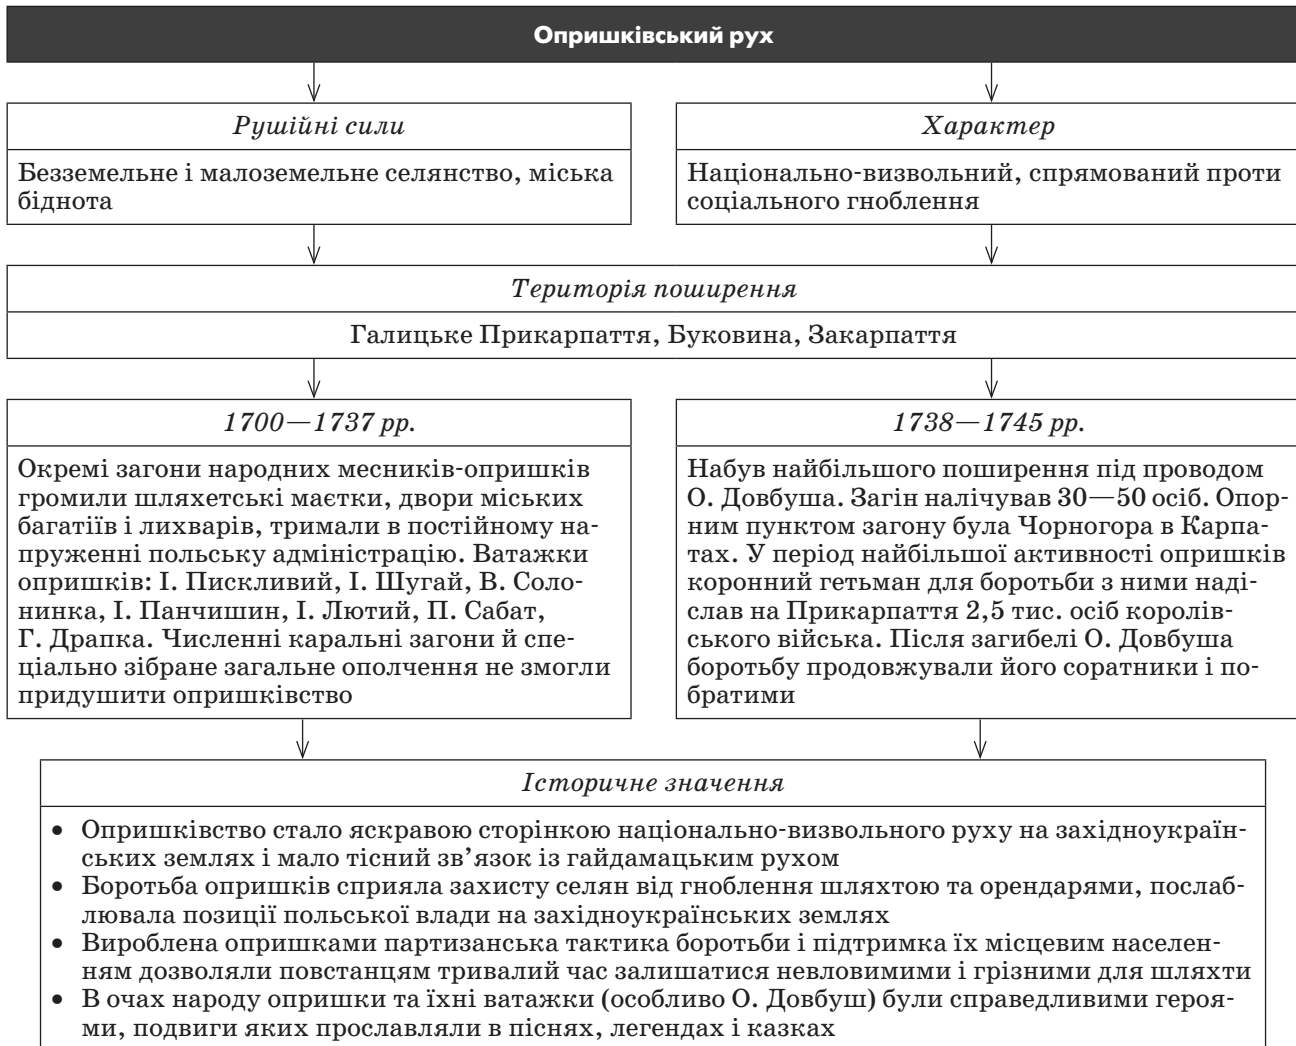 Опришківський рух
Рушійні сили
Безземельне і малоземельне селянство, міська
біднота
Характер
Національно-визвольний, спрямований проти
соціального гноблення
Територія поширення
Галицьке Прикарпаття, Буковина, Закарпаття
1700—1737 рр.
Окремі загони народних месників-опришків
громили шляхетські маєтки, двори міських
багатіїв і лихварів, тримали в постійному на-
пруженні польську адміністрацію. Ватажки
опришків: І. Пискливий, І. Шугай, В. Соло-
нинка, І. Панчишин, І. Лютий, П. Сабат,
Г. Драпка. Численні каральні загони й спе-
ціально зібране загальне ополчення не змогли
придушити опришківство
1738—1745 рр.
Набув найбільшого поширення під проводом
О. Довбуша. Загін налічував 30—50 осіб. Опор-
ним пунктом загону була Чорногора в Карпа-
тах. У період найбільшої активності опришків
коронний гетьман для боротьби з ними наді-
слав на Прикарпаття 2,5 тис. осіб королів-
ського війська. Після загибелі О. Довбуша
боротьбу продовжували його соратники і по-
братими
Історичне значення
• Опришківство стало яскравою сторінкою національно-визвольного руху на західноукраїн-
ських землях і мало тісний зв’язок із гайдамацьким рухом
• Боротьба опришків сприяла захисту селян від гноблення шляхтою та орендарями, послаб-
лювала позиції польської влади на західноукраїнських землях
• Вироблена опришками партизанська тактика боротьби і підтримка їх місцевим населен-
ням дозволяли повстанцям тривалий час залишатися невловимими і грізними для шляхти
• В очах народу опришки та їхні ватажки (особливо О. Довбуш) були справедливими героя-
ми, подвиги яких прославляли в піснях, легендах і казках